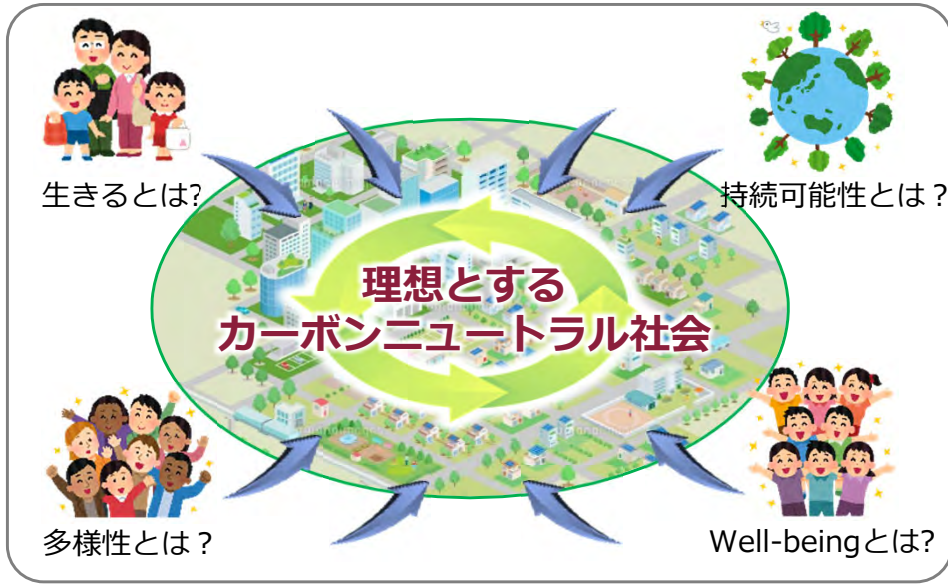 生きるとは?
持続可能性とは？
理想とする
カーボンニュートラル社会
多様性とは？
Well-beingとは?